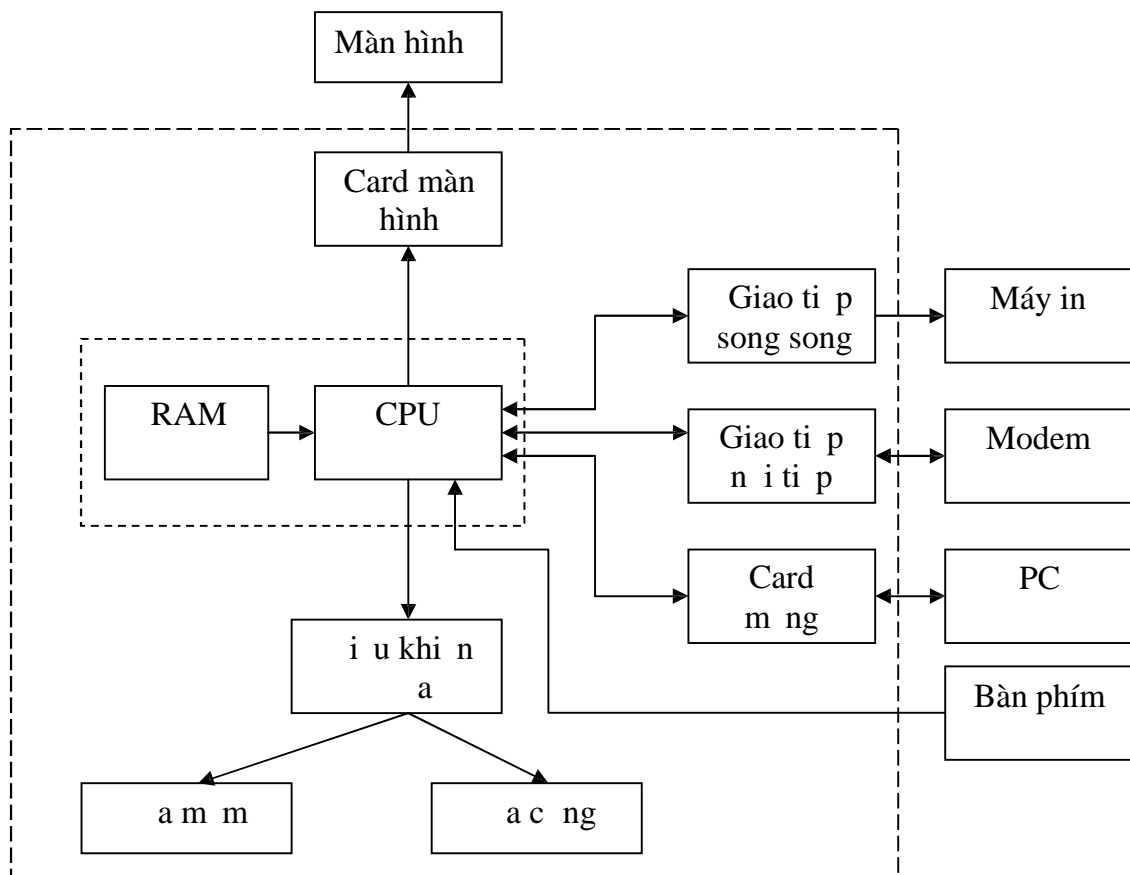 Màn hình
Card màn
hình
Giao ti p
song song
Máy in
RAM
CPU
Giao ti p
n i ti p
Modem
Card
m ng
PC
i u khi n
a
Bàn phím
a m m
a c ng